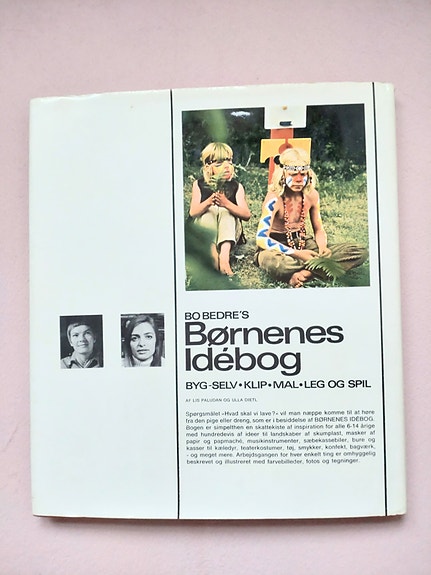 BO BEDRE'S
Børnenes
Idébog
BYG-SELV•KLIP•MAL•LEG OG SPIL
AF LIS PALUDAN OG ULLA DIETL
Spørgsmålet »Hvad skal vi lave?« vil man næppe komme til at høre
fra den pige eller dreng, som er i besiddelse af BØRNENES IDÉBOG.
Bogen er simpelthen en skattekiste af inspiration for alle 6-14 årige
med hundredevis af ideer til landskaber af skumplast, masker af
papir og papmaché, musikinstrumenter, sæbekassebiler, bure og
kasser til kæledyr, teaterkostumer, tøj, smykker, konfekt, bagværk,
- og meget mere. Arbejdsgangen for hver enkelt ting er omhyggelig
beskrevet og illustreret med farvebilleder, fotos og tegninger.